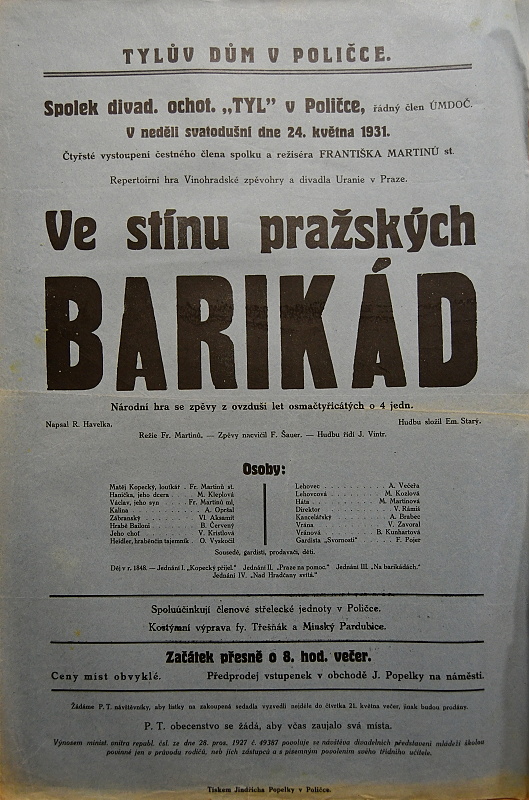 TYLŮV DŮM V POLIČCE.
Spolek divad. ochot. „TYL” v Poličce, řádný člen ÚMDOČ.
V neděli svatodušní dne 24. května 1931.
Čtyřsté vystoupení čestného člena spolku a režiséra FRANTIŠKA MARTINŮ st.
Repertoirní hra Vinohradské zpěvohry a divadla Uranie v Praze.
Ve stínu pražských
BARIKÁD
Národní hra se zpěvy z ovzduší let osmačtyřicátých o 4 jedn.
Napsal R. Havelka. Hudbu složil Em. Starý.
Režie Fr. Martinů. — Zpěvy nacvičil F. Šauer. — Hudbu řídí J. Vintr.
Osoby:
Matěj Kopecký, loutkář . Fr. Martinů st.
Hanička, jeho dcera . M. Kleplová
Václav, jeho syn . . Fr. Martinů ml.
Kalina . . . A. Oprtal
Zábranský . . Vl. Aksamit
Hrabě Bailoni . . B. Červený
Jeho choť . . V. Kristlová
Heidler, hraběnčin tajemník . O. Vyskočil
Lehovec . . . A. Večeřa
Lehovcová . . . M. Kozlová
Háta . . . M. Martinová
Direktor . . . V. Rámiš
Kancelářský . . . A. Brabec
Vrána . . . V. Zavoral
Vránová . . . B. Kunhartová
Gardista „Svornosti” . . F. Pojer
Sousedé, gardisti, prodavači, děti.
Děj v r. 1848. — Jednání I. „Kopecký přijel.” Jednání II. „Praze na pomoc.” Jednání III. „Na barikádách.”
Jednání IV. „Nad Hradčany svítá.”
Spoluúčinkují členové střelecké jednoty v Poličce.
Kostýmní výprava fy. Třešňák a Minský Pardubice.
Začátek přesně o 8. hod. večer.
Ceny míst obvyklé. Předprodej vstupenek v obchodě J. Popelky na náměstí.
Žádáme P. T. návštěvníky, aby lístky na zakoupená sedadla vyzvedli nejdéle do čtvrtka 21. května večer, jinak budou prodány.
P. T. obecenstvo se žádá, aby včas zaujalo svá místa.
Výnosem minist. vnitra republ. čsl. ze dne 28. pros. 1927 č. 49387 povoluje se návštěva divadelních představení mládeži školou
povinné jen v průvodu rodičů, neb jich zástupců a s písemným povolením svého třídního učitele.
Tiskem Jindřicha Popelky v Poličce.